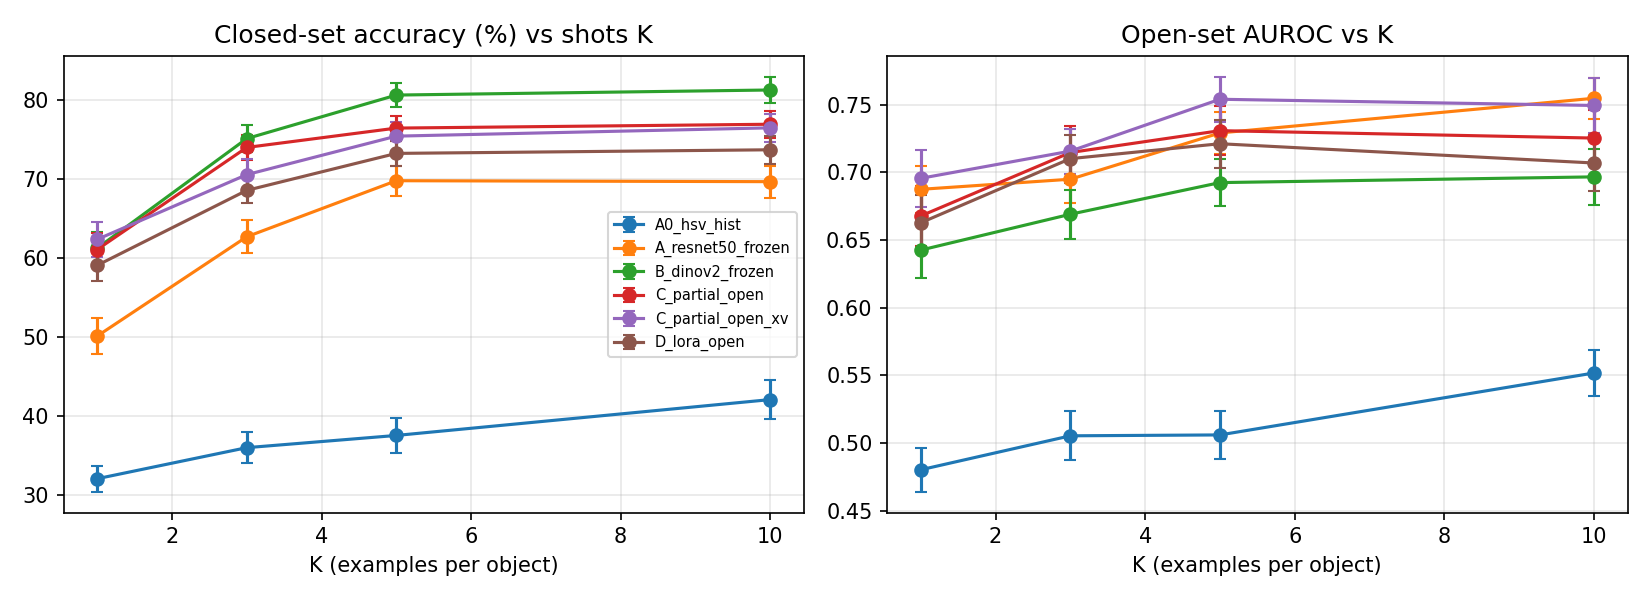 Closed-set accuracy (%) vs shots K
80
70
60
50
40
30
2
4
6
8
10
K (examples per object)
A0_hsv_hist
A_resnet50_frozen
B_dinov2_frozen
C_partial_open
C_partial_open_xv
D_lora_open
Open-set AUROC vs K
0.75
0.70
0.65
0.60
0.55
0.50
0.45
2
4
6
8
10
K (examples per object)